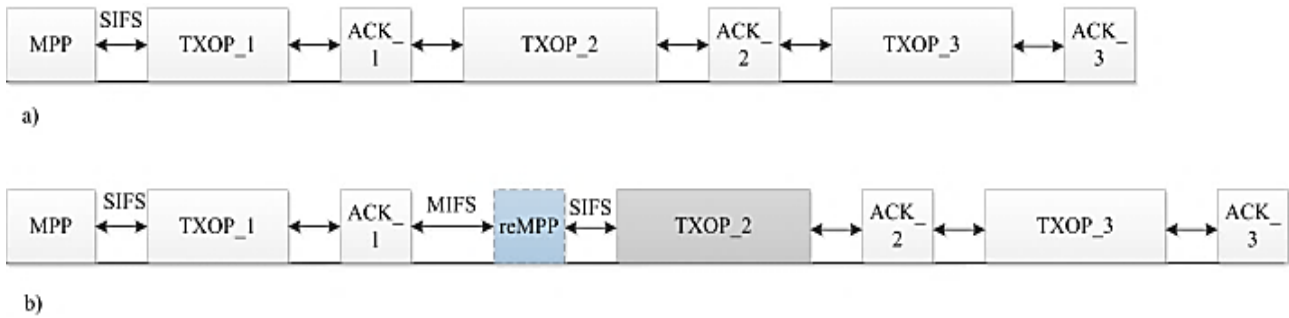 MPP SIFS TXOP_1 ACK_ TXOP_2 ACK_ TXOP_3 ACK_
1 2 3
a)
MPP SIFS TXOP_1 ACK_ MIFS reMPP SIFS TXOP_2 ACK_ TXOP_3 ACK_
1 2 3
b)